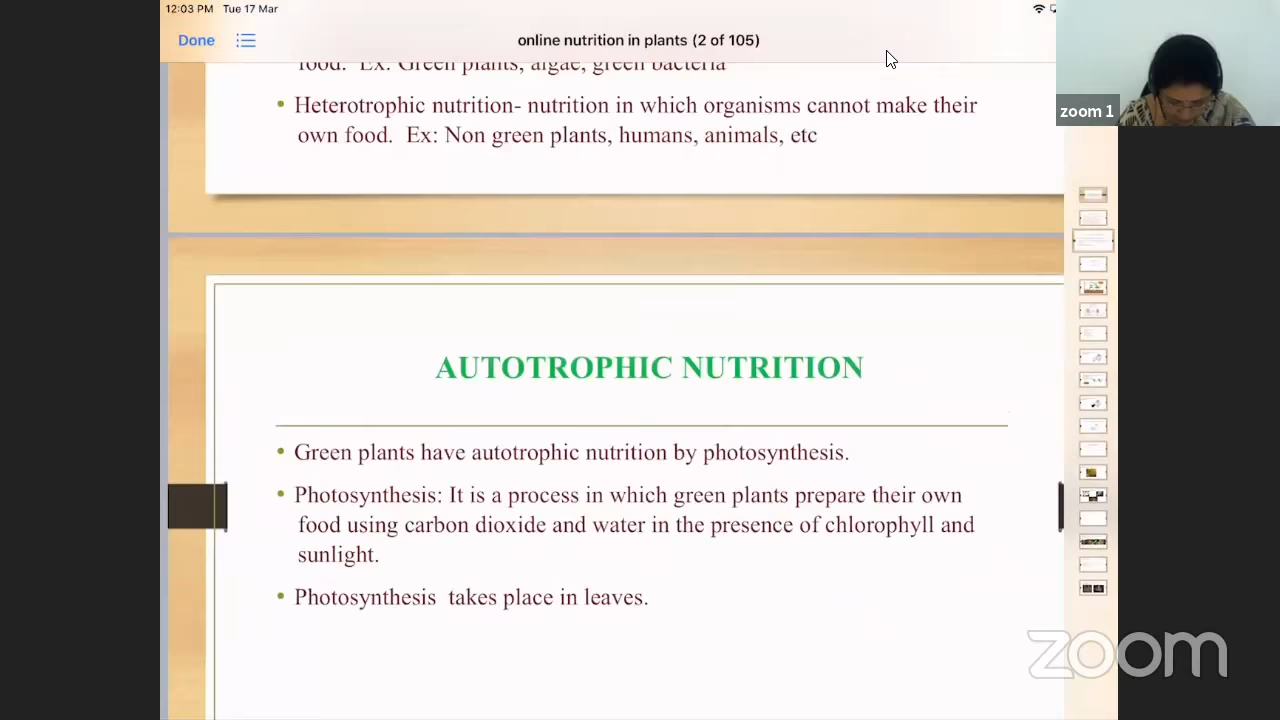 12:03 PM Tue 17 Mar
Done
online nutrition in plants (2 of 105)
food. Ex: Green plants, algae, green bacteria
• Heterotrophic nutrition- nutrition in which organisms cannot make their
own food. Ex: Non green plants, humans, animals, etc
zoom 1
AUTOTROPHIC NUTRITION
• Green plants have autotrophic nutrition by photosynthesis.
• Photosynthesis: It is a process in which green plants prepare their own
food using carbon dioxide and water in the presence of chlorophyll and
sunlight.
• Photosynthesis takes place in leaves.
zoom